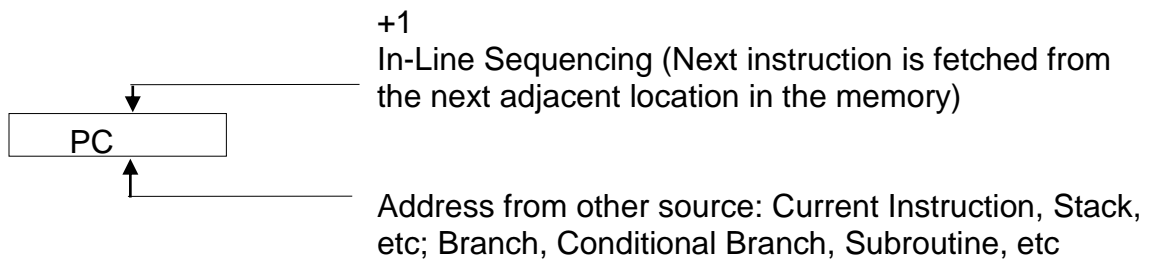 +1
In-Line Sequencing (Next instruction is fetched from
the next adjacent location in the memory)
PC
Address from other source: Current Instruction, Stack,
etc; Branch, Conditional Branch, Subroutine, etc